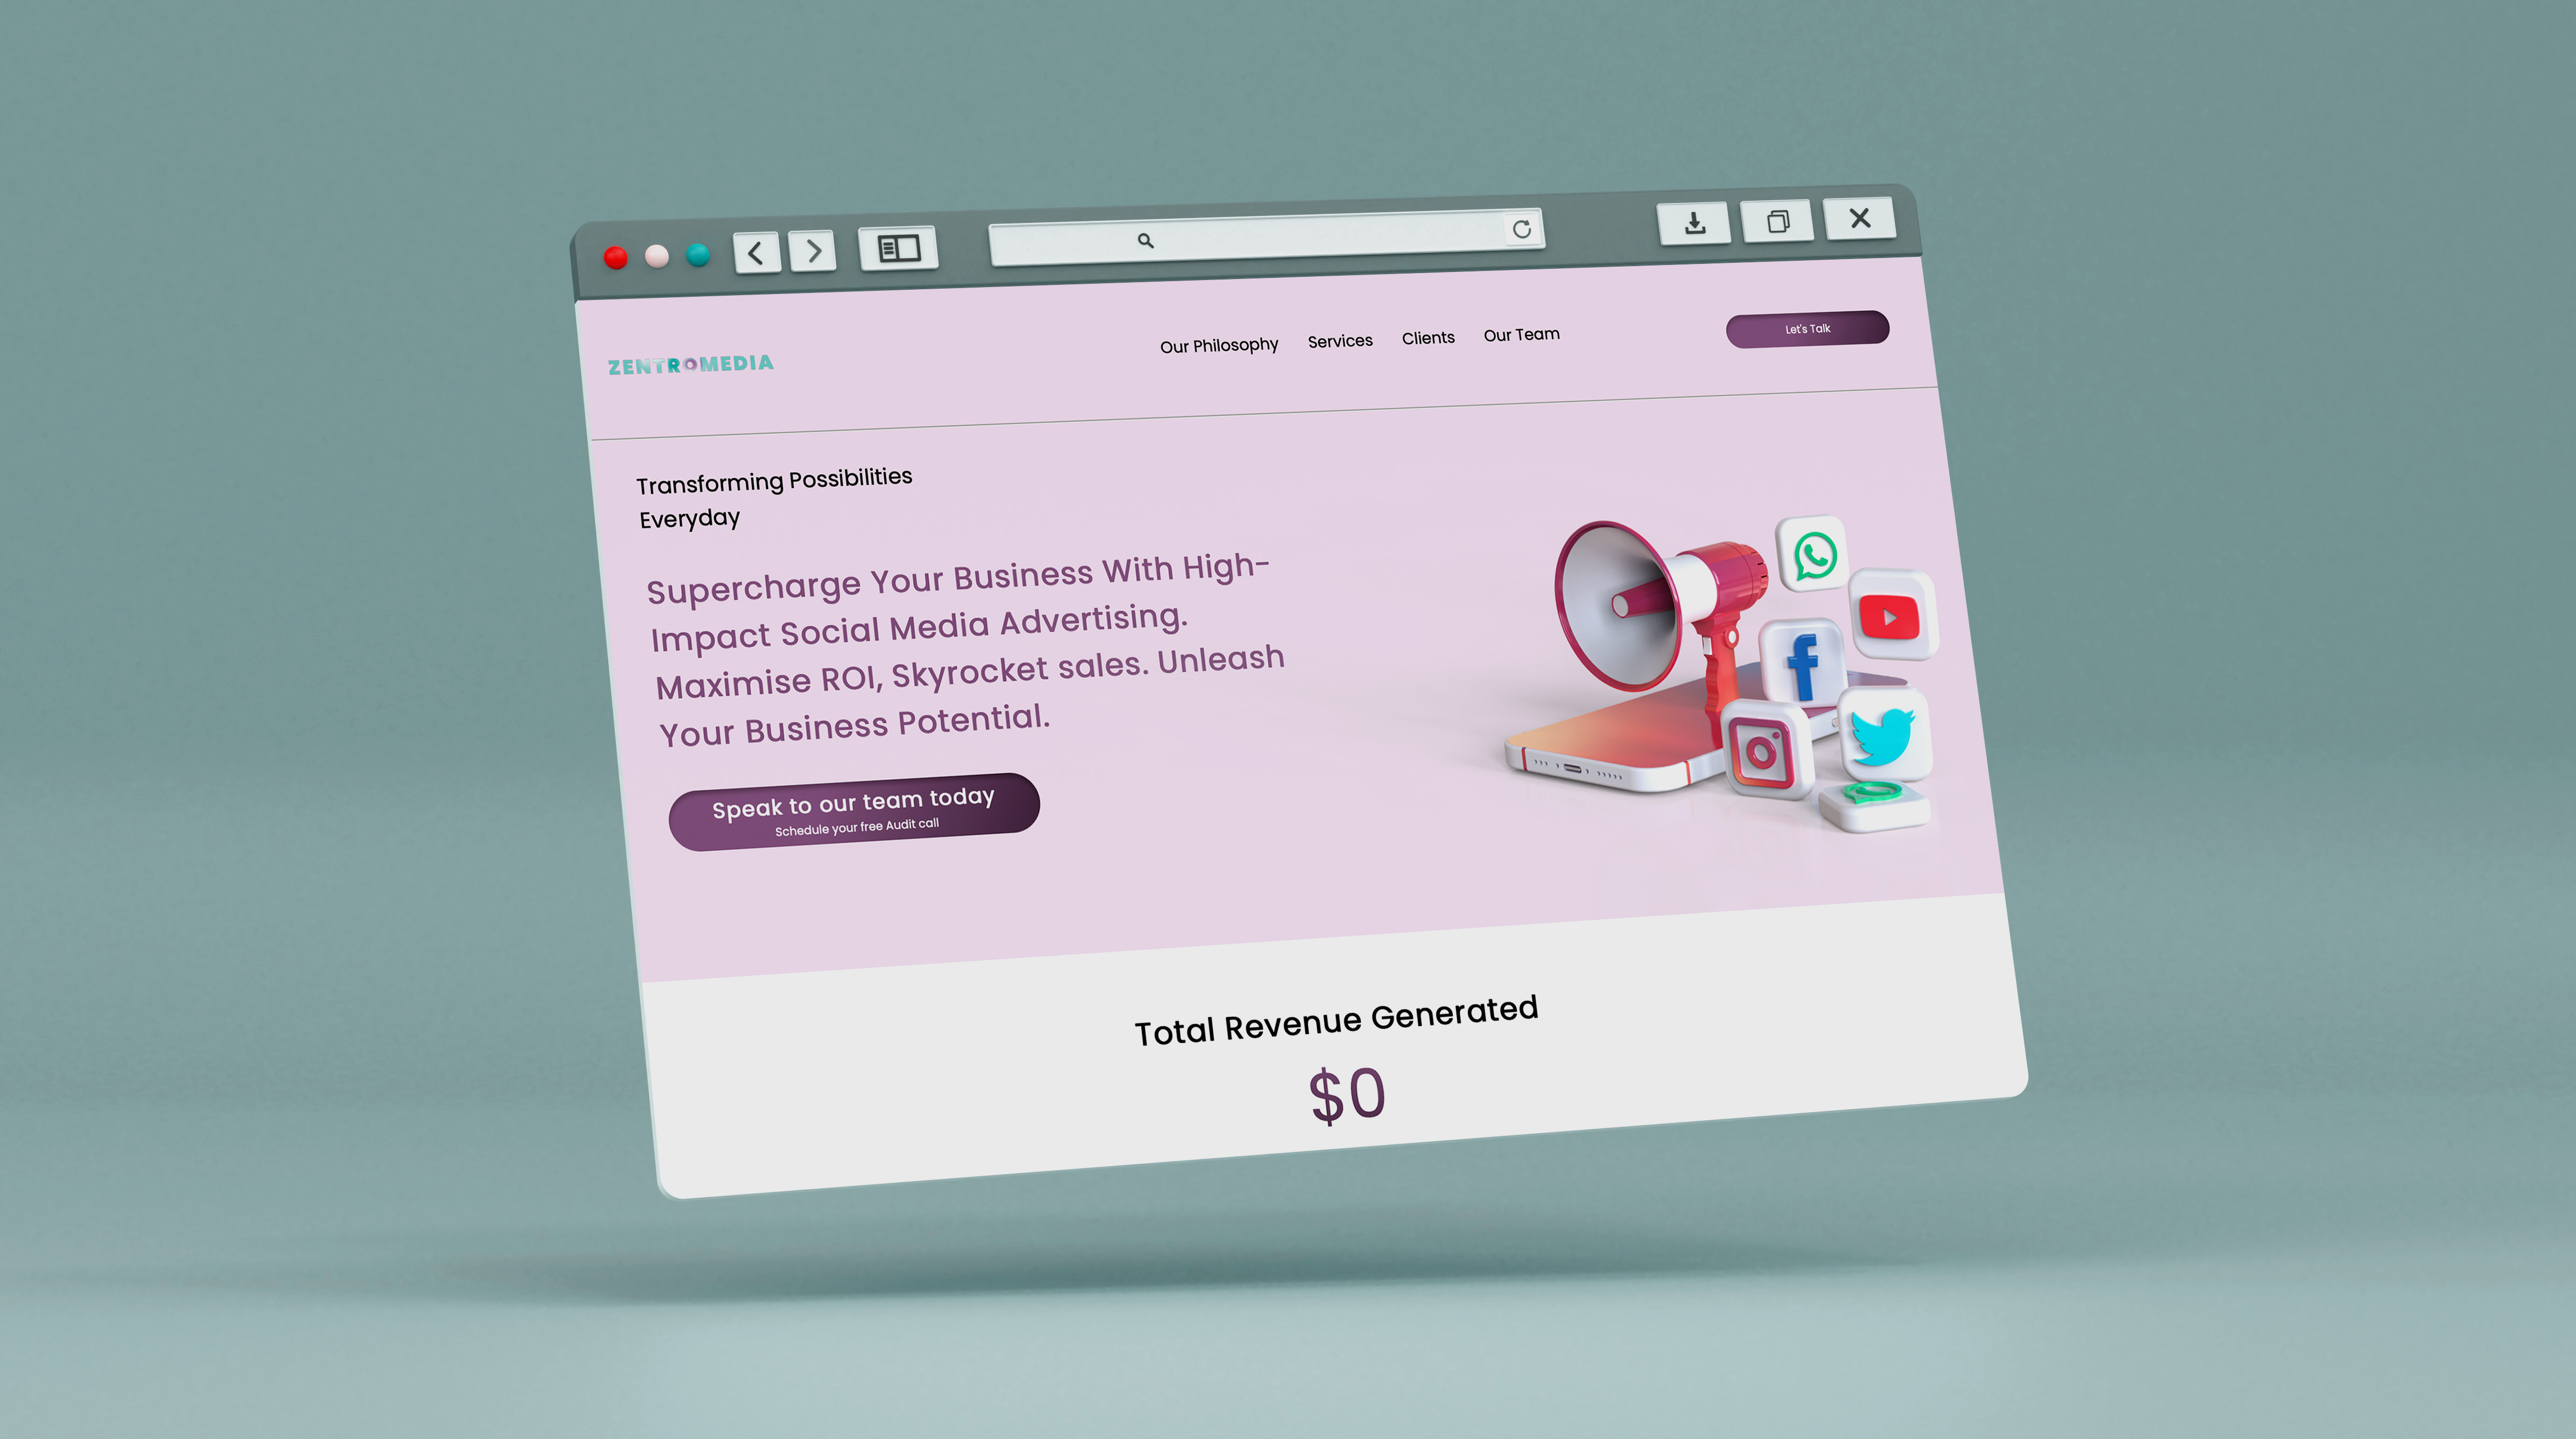 ZENTROMEDIA
Our Philosophy Services Clients Our Team
Let's Talk
Transforming Possibilities
Everyday
Supercharge Your Business With High-
Impact Social Media Advertising.
Maximise ROI, Skyrocket sales. Unleash
Your Business Potential.
Speak to our team today
Schedule your free Audit call
Total Revenue Generated
$0